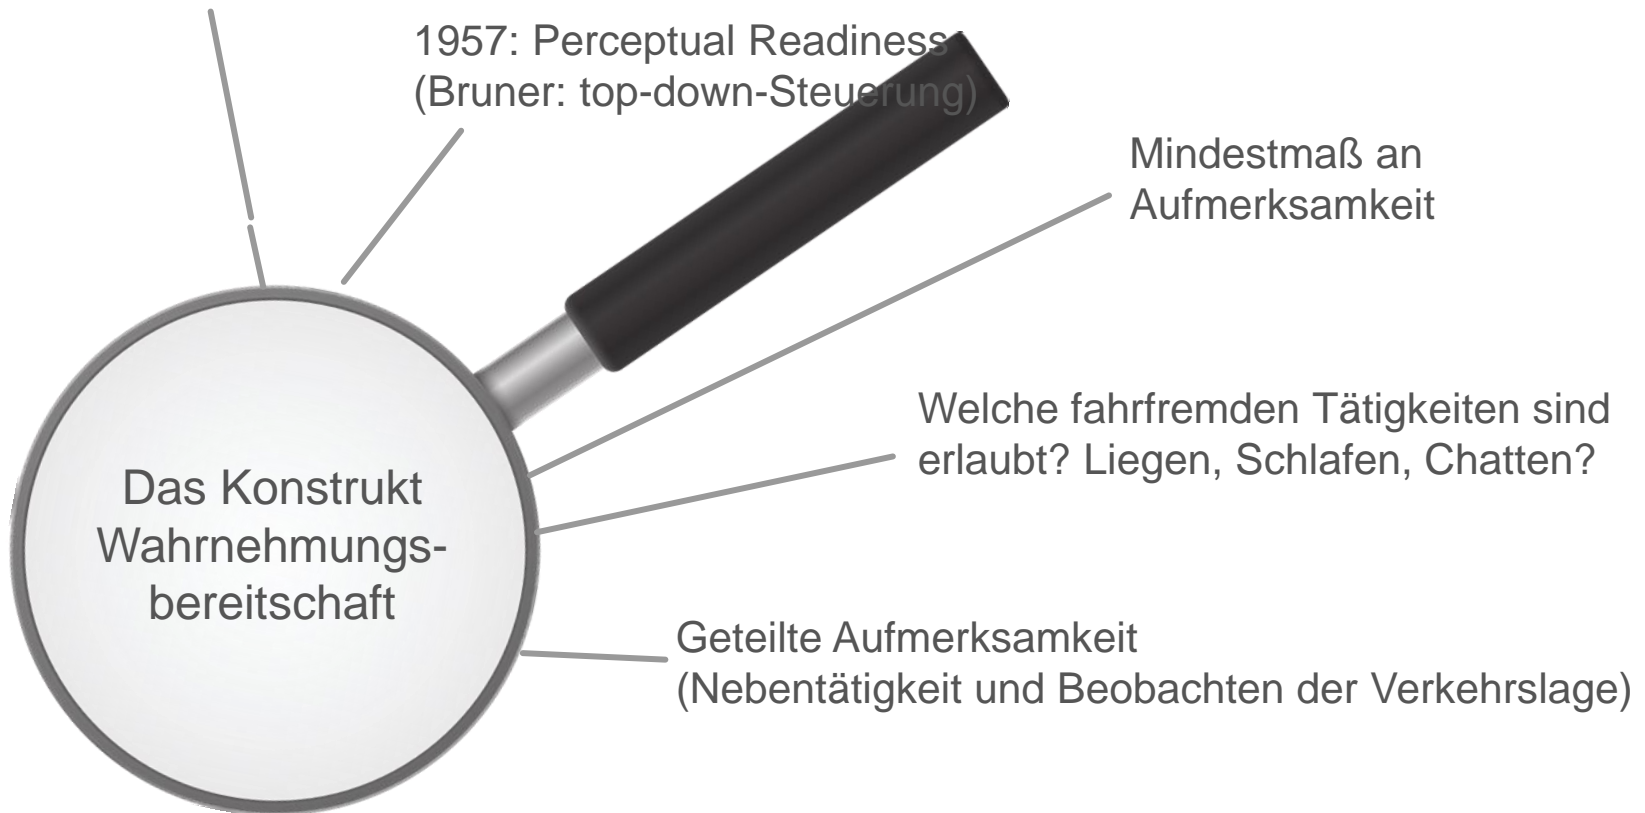 1957: Perceptual Readiness
(Bruner: top-down-Steuerung)
Mindestmaß an
Aufmerksamkeit
Welche fahrfremden Tätigkeiten sind
erlaubt? Liegen, Schlafen, Chatten?
Das Konstrukt
Wahrnehmungs-
bereitschaft
Geteilte Aufmerksamkeit
(Nebentätigkeit und Beobachten der Verkehrslage)